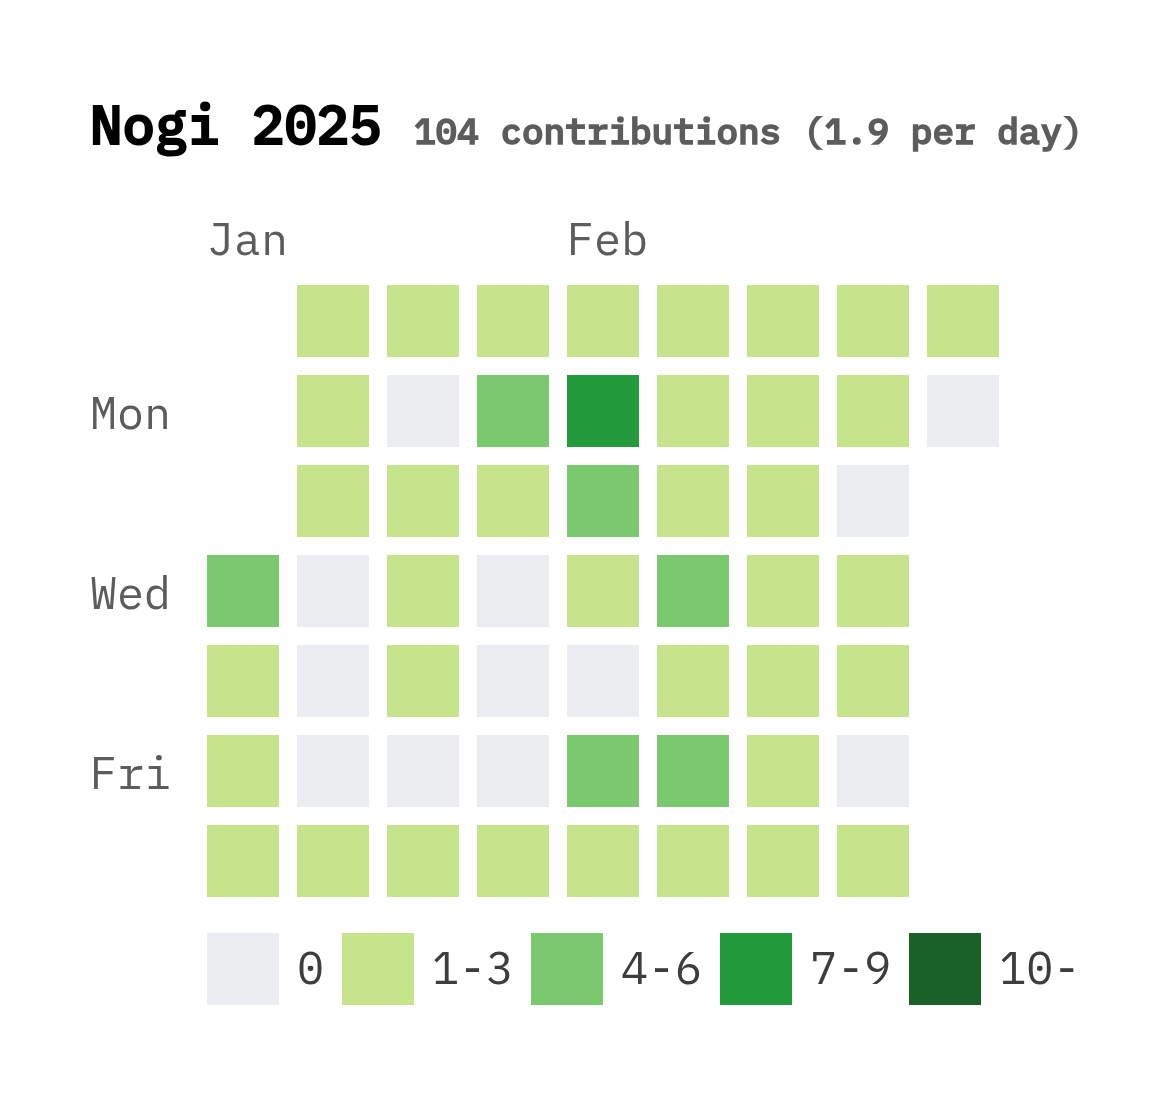 Nogi 2025 104 contributions (1.9 per day)
Jan Feb
Mon
Wed
Fri
0 1-3 4-6 7-9 10-